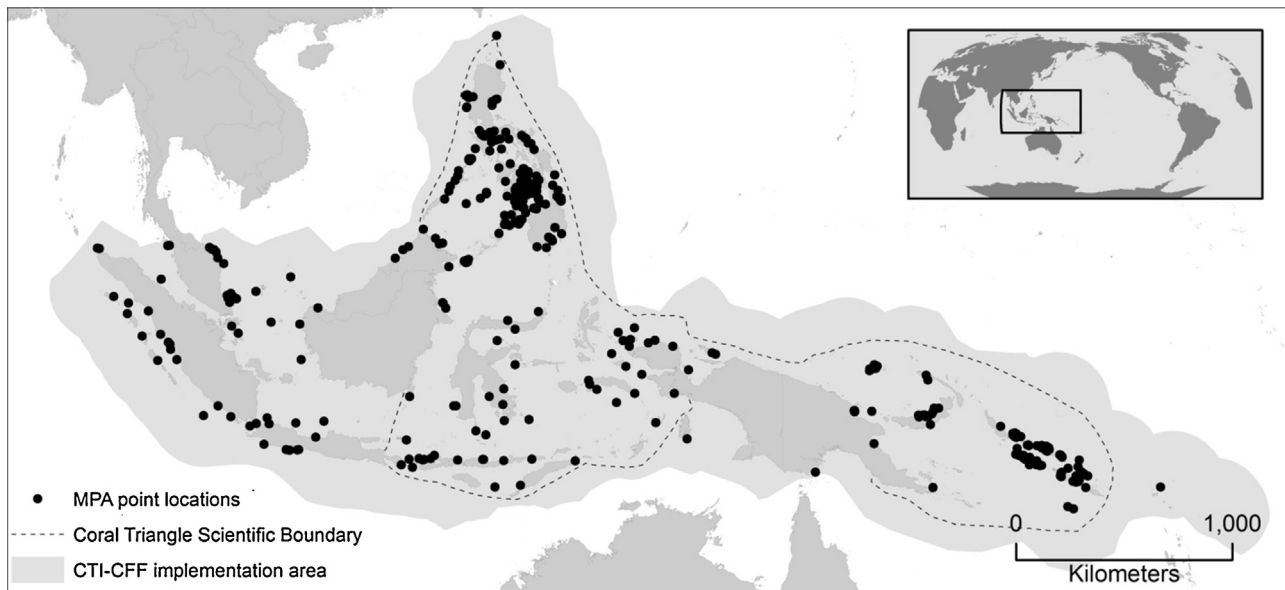 MPA point locations
Coral Triangle Scientific Boundary
CTI-CFF implementation area
0 1,000
Kilometers